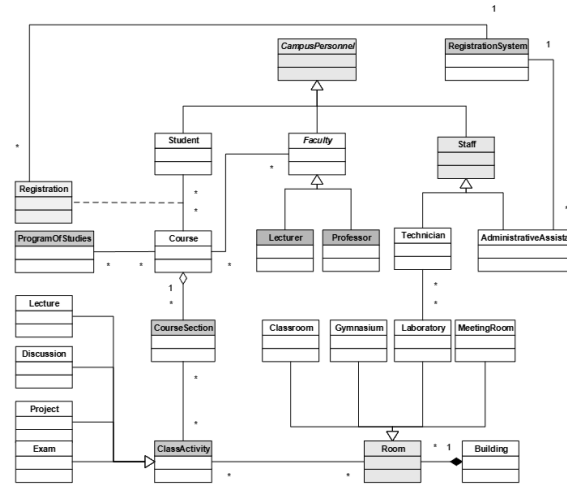 1
CampusPersonnel
RegistrationSystem
1
*
Student
Faculty
Staff
*
Registration
*
*
*
ProgramOfStudies
Course
Lecturer
Professor
Technician
AdministrativeAssista
*
*
*
1
*
*
*
Lecture
CourseSection
Classroom
Gymnasium
Laboratory
MeetingRoom
Discussion
*
Project
*
Exam
ClassActivity
*
*
Room
*
1
Building